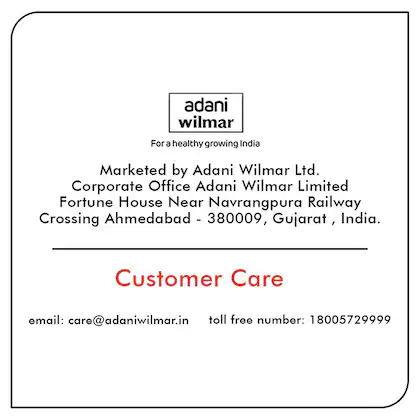 adani
wilmar
For a healthy growing India
Marketed by Adani Wilmar Ltd.
Corporate Office Adani Wilmar Limited
Fortune House Near Navrangpura Railway
Crossing Ahmedabad - 380009, Gujarat , India.
Customer Care
email: care@adaniwilmar.in toll free number: 18005729999